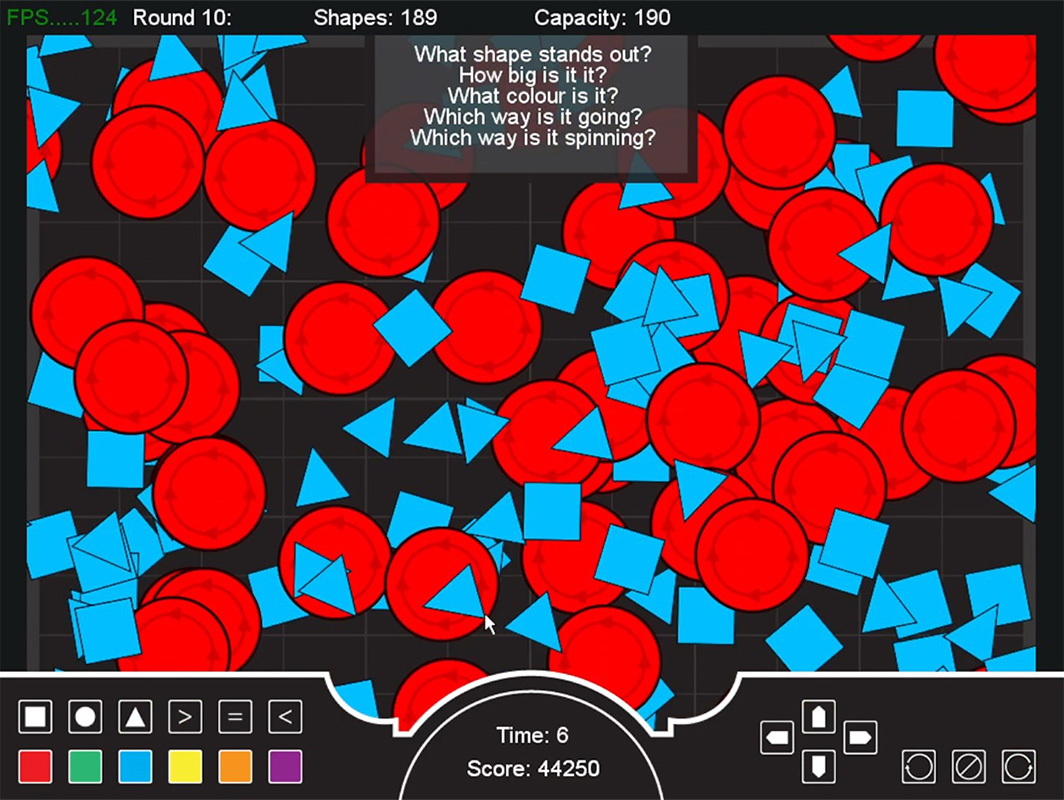 FPS.....124 Round 10: Shapes: 189 Capacity: 190
What shape stands out?
How big is it it?
What colour is it?
Which way is it going?
Which way is it spinning?
> = <
Time: 6
Score: 44250